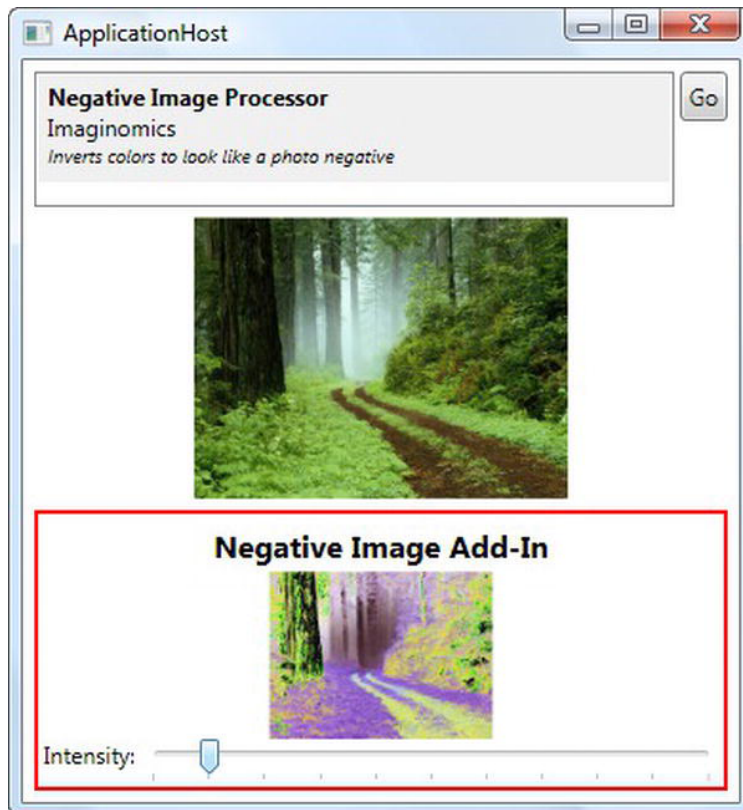 ApplicationHost
Negative Image Processor
Go
Imaginomics
Inverts colors to look like a photo negative
Negative Image Add-In
Intensity: